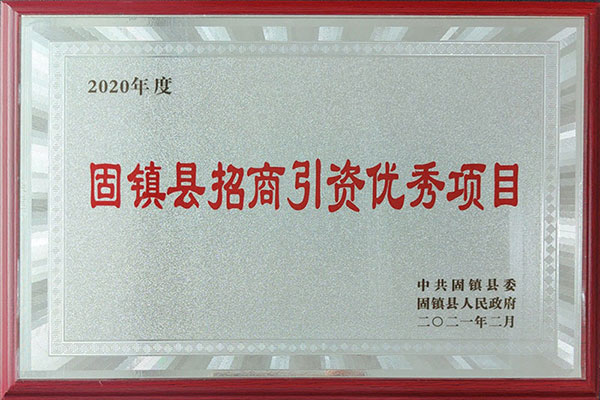 2020年度
固镇县招商引资优秀项目
中共固镇县委
固镇县人民政府
二〇二一年二月